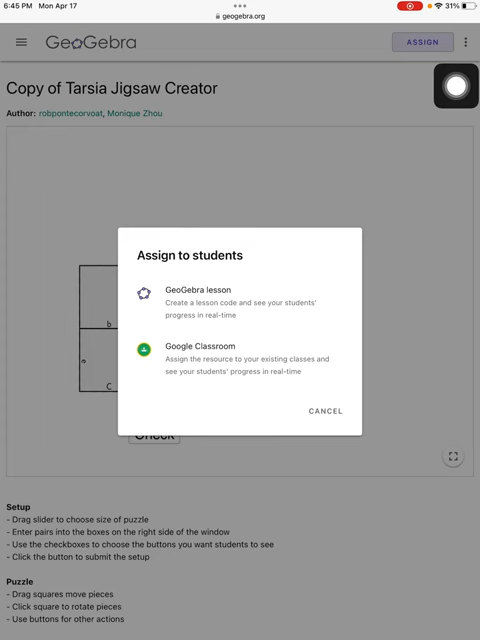 6:45 PM Mon Apr 17
31%
geogebra.org
GeoGebra
ASSIGN
Copy of Tarsia Jigsaw Creator
Author: robpontecorvoat, Monique Zhou
Assign to students
GeoGebra lesson
Create a lesson code and see your students'
progress in real-time
Google Classroom
Assign the resource to your existing classes and
see your students' progress in real-time
CANCEL
b
a
C
Check
Setup
- Drag slider to choose size of puzzle
- Enter pairs into the boxes on the right side of the window
- Use the checkboxes to choose the buttons you want students to see
- Click the button to submit the setup
Puzzle
- Drag squares move pieces
- Click square to rotate pieces
- Use buttons for other actions